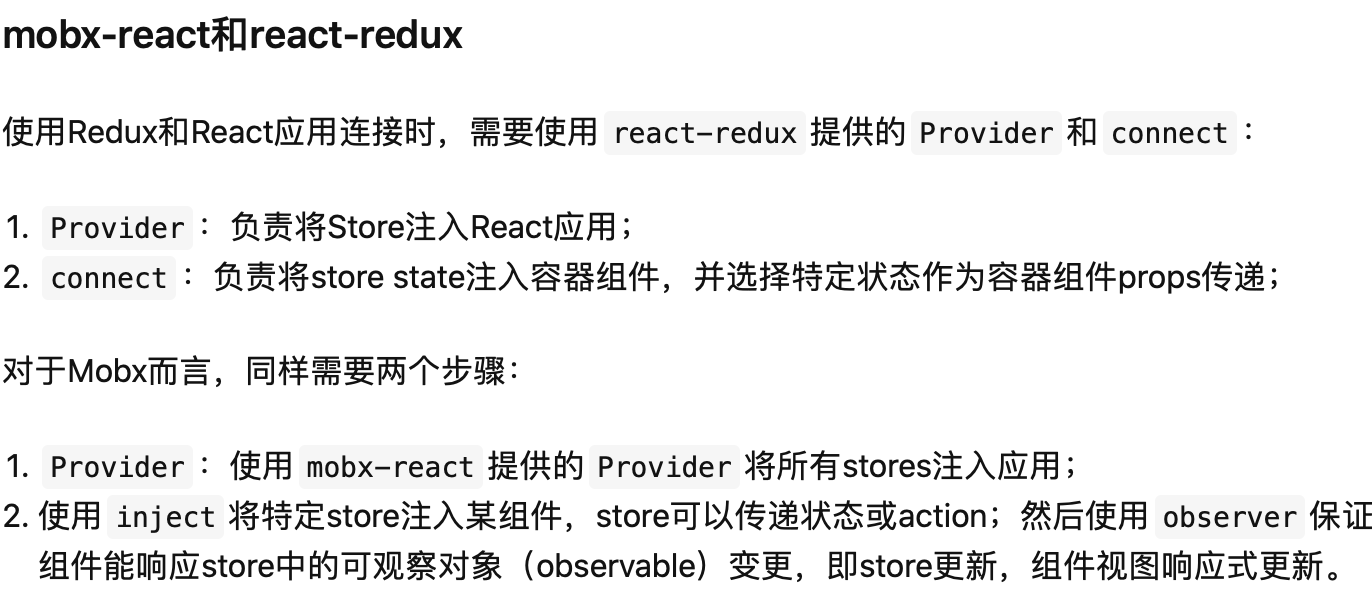 mobx-react和react-redux
使用Redux和React应用连接时，需要使用 react-redux 提供的 Provider 和 connect：
1. Provider： 负责将Store注入React应用；
2. connect： 负责将store state注入容器组件，并选择特定状态作为容器组件props传递；
对于Mobx而言，同样需要两个步骤：
1. Provider： 使用 mobx-react 提供的 Provider 将所有stores注入应用；
2. 使用 inject 将特定store注入某组件，store可以传递状态或action；然后使用 observer 保证
组件能响应store中的可观察对象（observable）变更，即store更新，组件视图响应式更新。